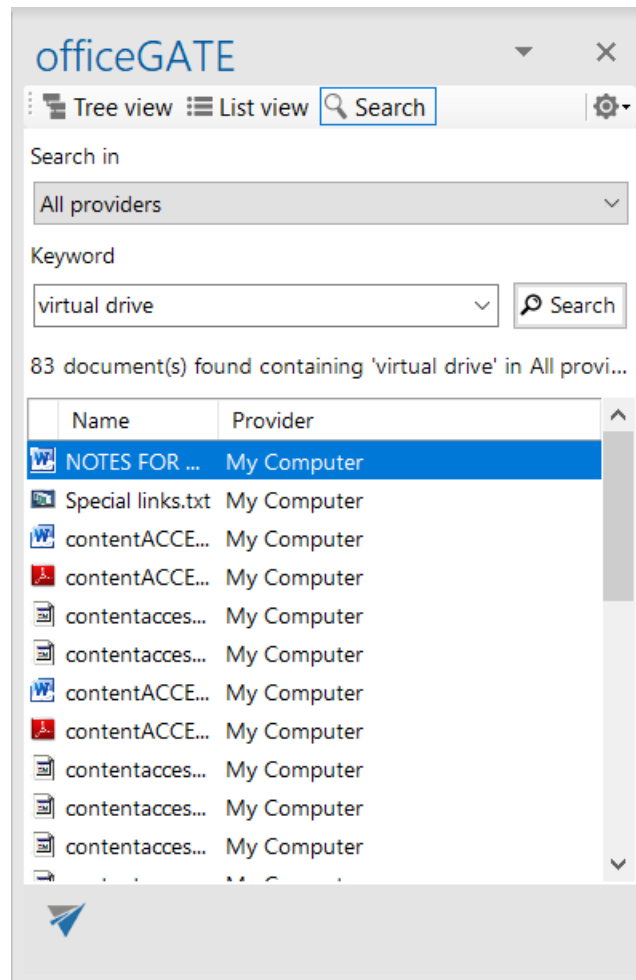 officeGATE
Tree view List view Search
Search in
All providers
Keyword
virtual drive Search
83 document(s) found containing 'virtual drive' in All provi...
Name Provider
NOTES FOR ... My Computer
Special links.txt My Computer
contentACCE... My Computer
contentACCE... My Computer
contentacces... My Computer
contentacces... My Computer
contentACCE... My Computer
contentACCE... My Computer
contentacces... My Computer
contentacces... My Computer
contentacces... My Computer